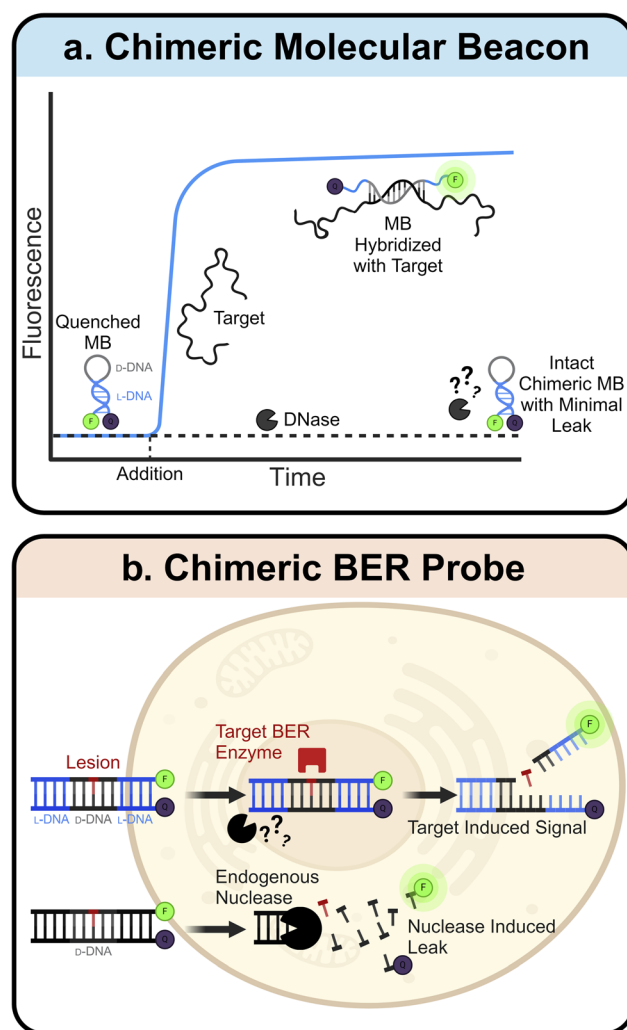 a. Chimeric Molecular Beacon
Fluorescence
Quenched
MB
D-DNA
L-DNA
F
Q
Target
Q
F
MB
Hybridized
with Target
DNase
? ? ?
F
Q
Intact
Chimeric MB
with Minimal
Leak
Addition
Time
b. Chimeric BER Probe
Lesion
F
Q
L-DNA D-DNA L-DNA
Target BER
Enzyme
F
Q
? ? ?
F
Q
Target Induced Signal
F
Q
D-DNA
Endogenous
Nuclease
F
Q
Nuclease Induced
Leak